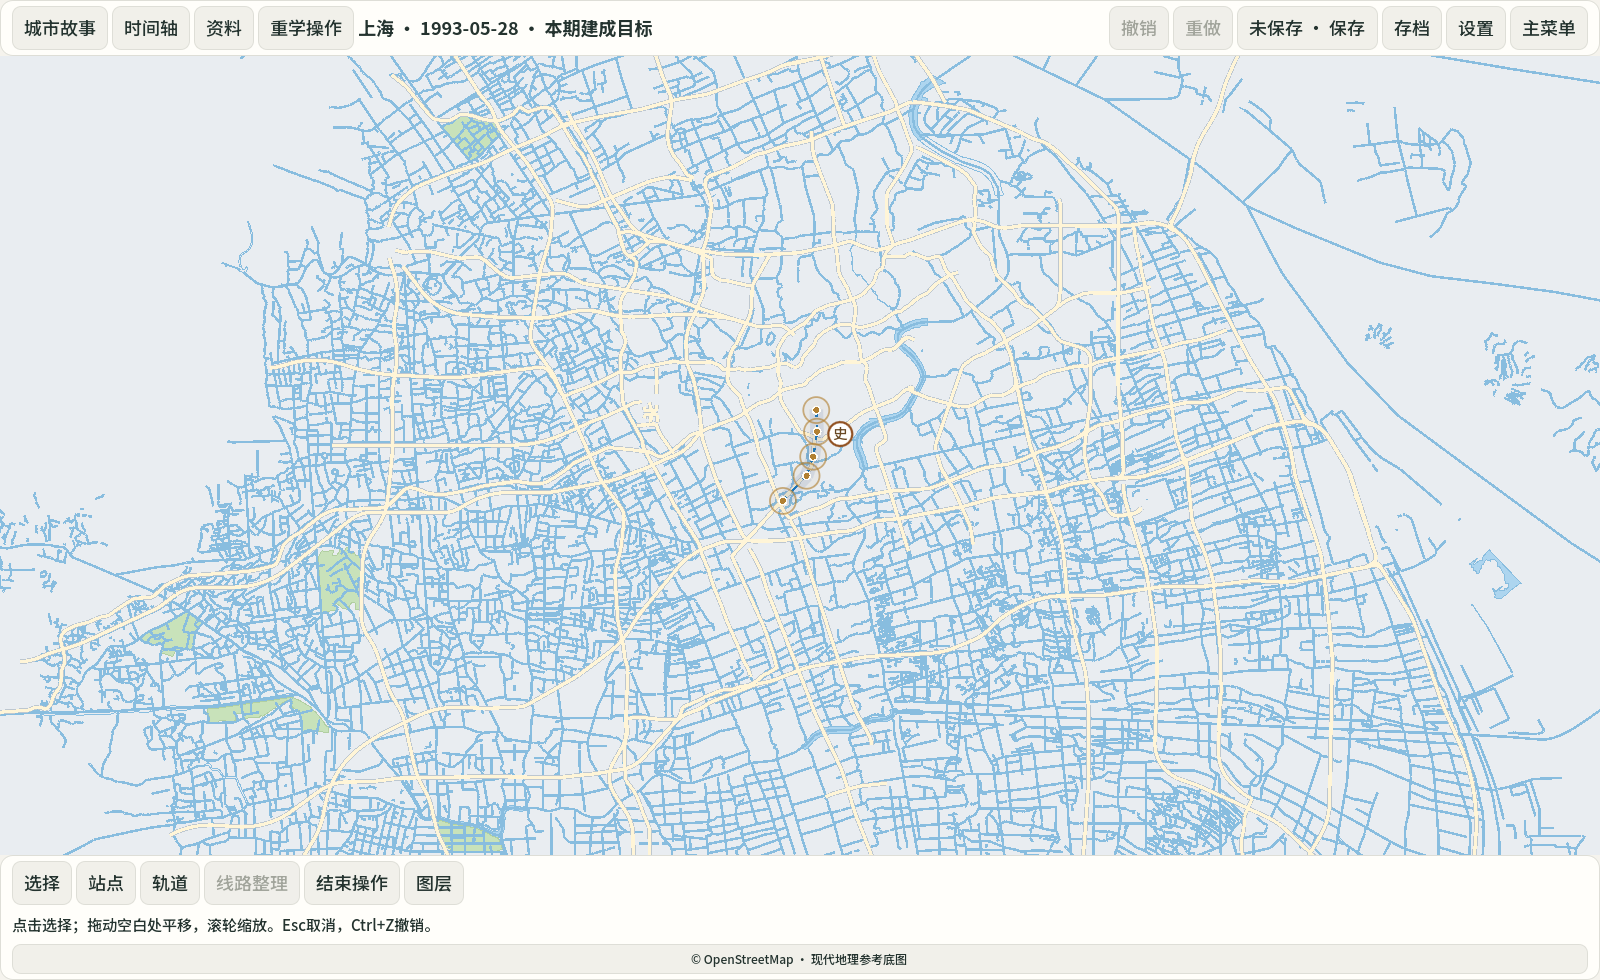 城市故事 时间轴 资料 重学操作 上海 · 1993-05-28 · 本期建成目标 撤销 重做 未保存 · 保存 存档 设置 主菜单
史
选择 站点 轨道 线路整理 结束操作 图层
点击选择；拖动空白处平移，滚轮缩放。Esc取消，Ctrl+Z撤销。
© OpenStreetMap · 现代地理参考底图